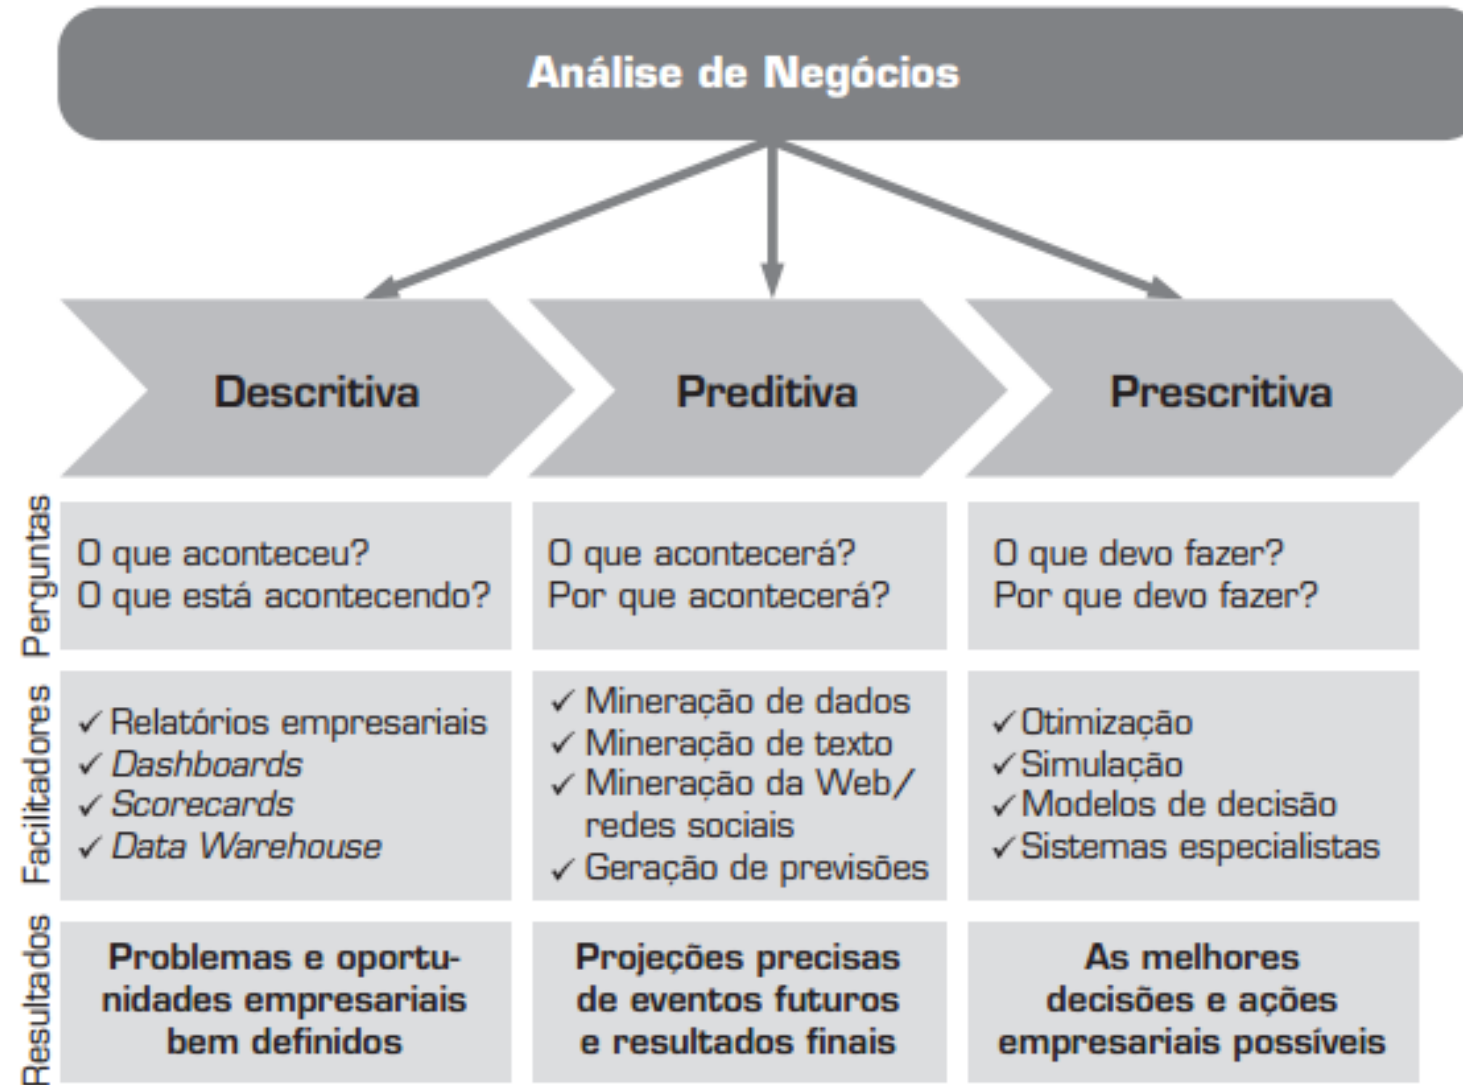 Análise de Negócios
Descritiva
Preditiva
Prescritiva
Perguntas
O que aconteceu?
O que está acontecendo?
O que acontecerá?
Por que acontecerá?
O que devo fazer?
Por que devo fazer?
Facilitadores
✓ Relatórios empresariais
✓ Dashboards
✓ Scorecards
✓ Data Warehouse
✓ Mineração de dados
✓ Mineração de texto
✓ Mineração da Web/
redes sociais
✓ Geração de previsões
✓ Otimização
✓ Simulação
✓ Modelos de decisão
✓ Sistemas especialistas
Resultados
Problemas e oportu-
nidades empresariais
bem definidos
Projeções precisas
de eventos futuros
e resultados finais
As melhores
decisões e ações
empresariais possíveis